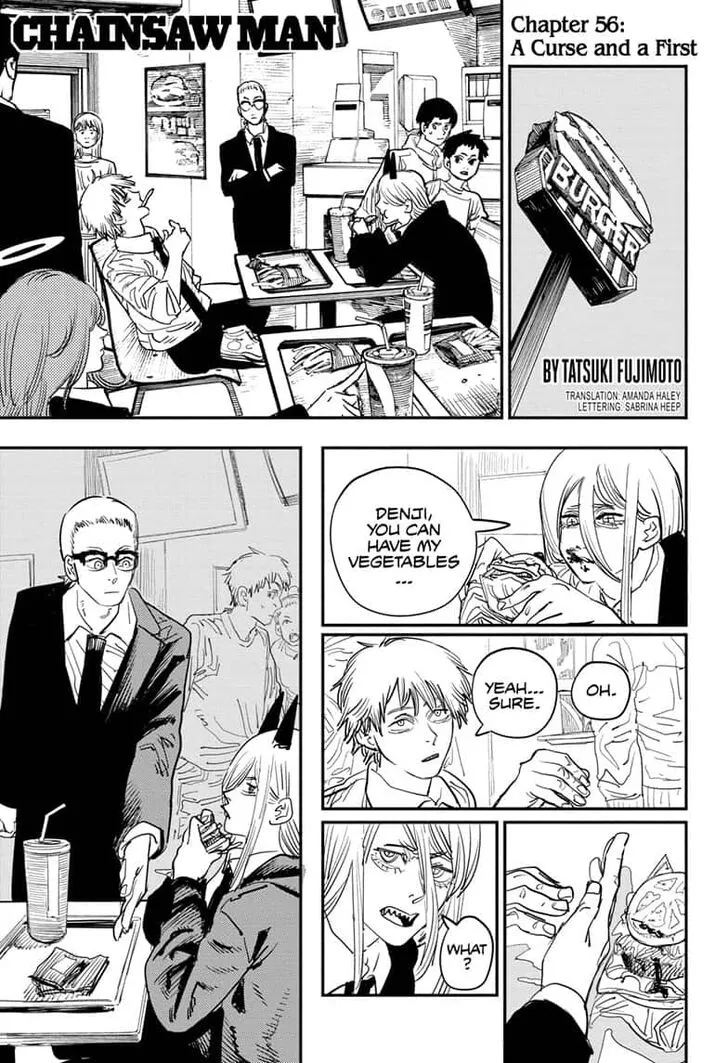 CHAINSAW MAN
Chapter 56:
A Curse and a First
BURGER
BY TATSUKI FUJIMOTO
TRANSLATION: AMANDA HALEY
LETTERING: SABRINA HEEP
DENJI,
YOU CAN
HAVE MY
VEGETABLES
...
OH.
YEAH...
SURE.
WHAT?